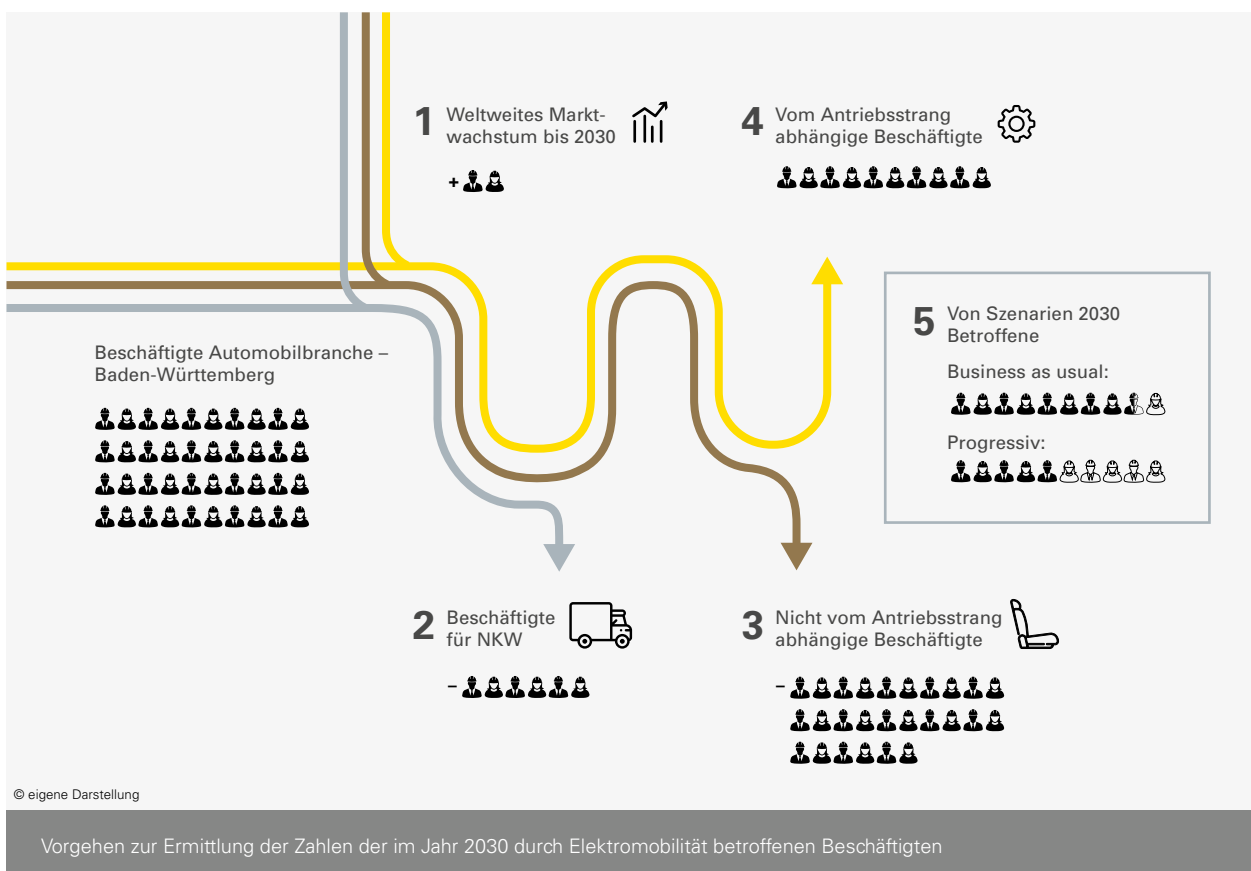 1 Weltweites Markt-
wachstum bis 2030
+
4 Vom Antriebsstrang
abhängige Beschäftigte
Beschäftigte Automobilbranche –
Baden-Württemberg
5 Von Szenarien 2030
Betroffene
Business as usual:
Progressiv:
2 Beschäftigte
für NKW
–
3 Nicht vom Antriebsstrang
abhängige Beschäftigte
–
© eigene Darstellung
Vorgehen zur Ermittlung der Zahlen der im Jahr 2030 durch Elektromobilität betroffenen Beschäftigten